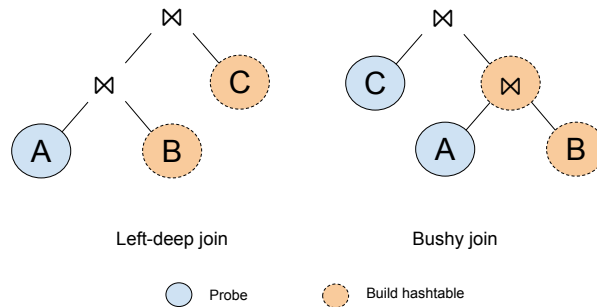 ⋈ ⋈
⋈ C C ⋈
A B A B
Left-deep join Bushy join
Probe Build hashtable